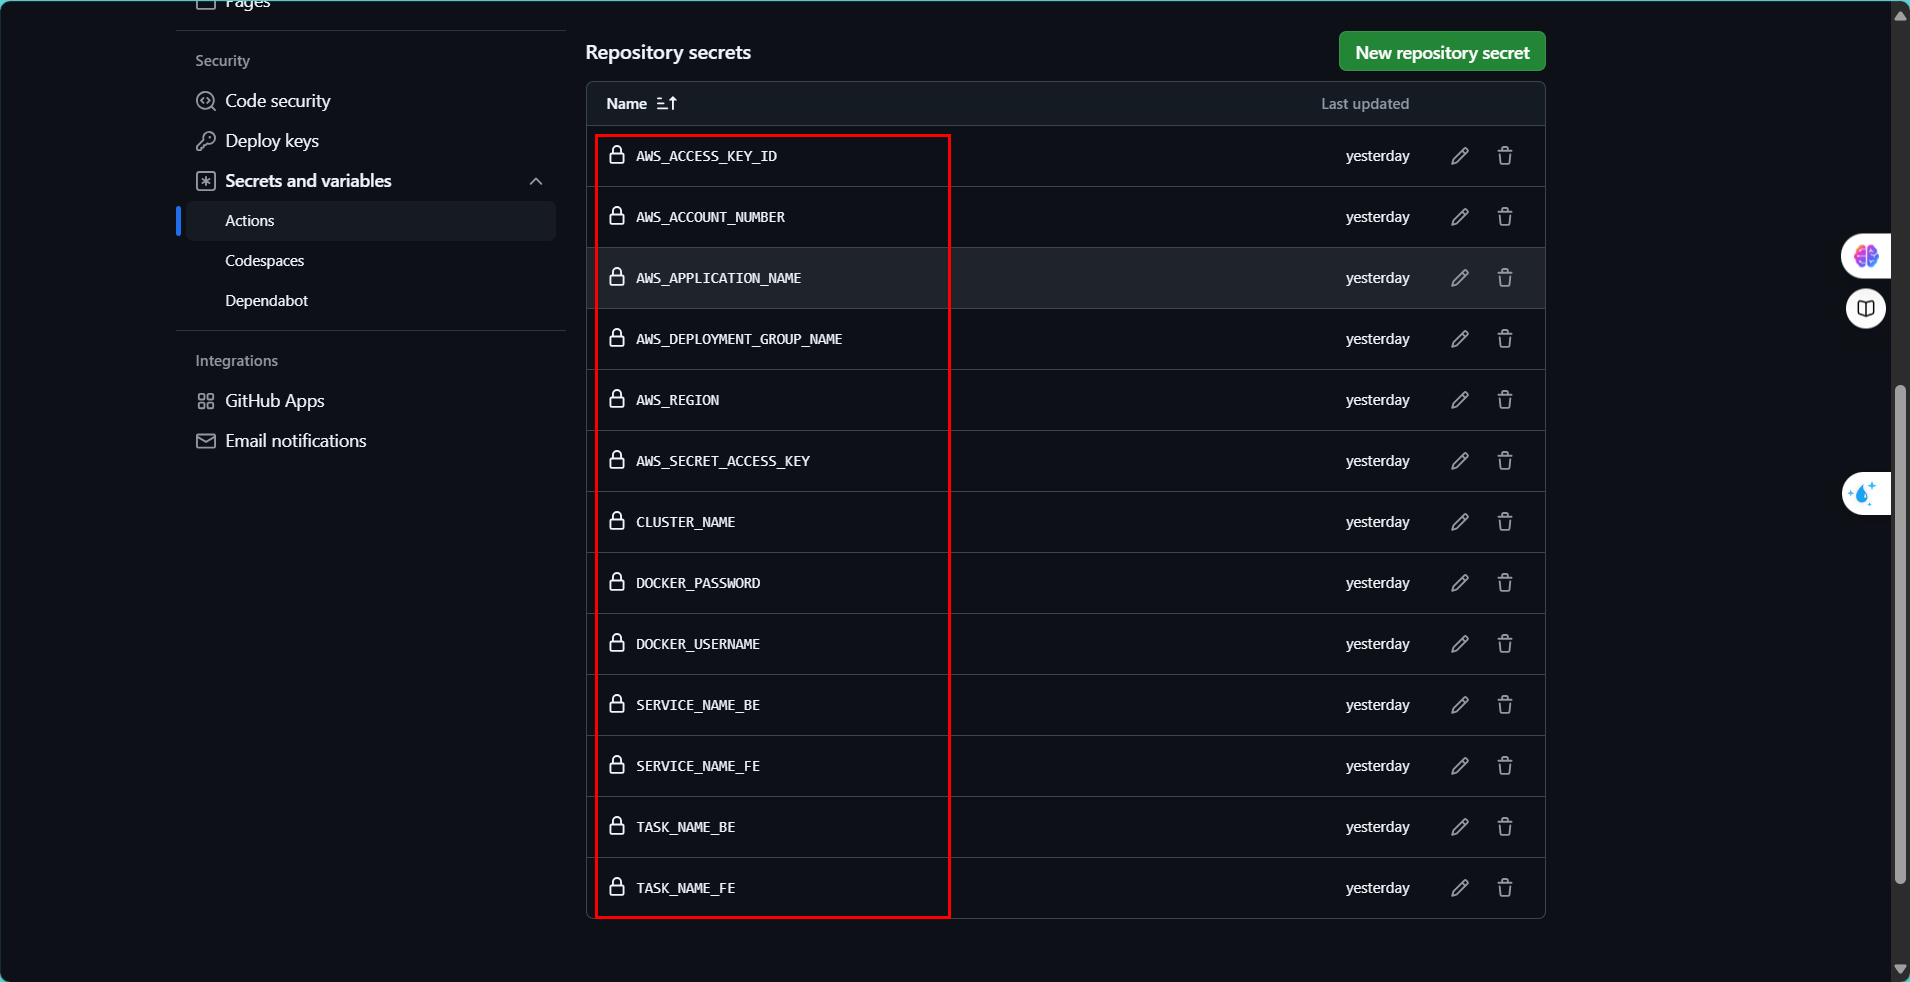 Pages
Security
Code security
Deploy keys
Secrets and variables
Actions
Codespaces
Dependabot
Integrations
GitHub Apps
Email notifications
Repository secrets
New repository secret
Name
Last updated
AWS_ACCESS_KEY_ID yesterday
AWS_ACCOUNT_NUMBER yesterday
AWS_APPLICATION_NAME yesterday
AWS_DEPLOYMENT_GROUP_NAME yesterday
AWS_REGION yesterday
AWS_SECRET_ACCESS_KEY yesterday
CLUSTER_NAME yesterday
DOCKER_PASSWORD yesterday
DOCKER_USERNAME yesterday
SERVICE_NAME_BE yesterday
SERVICE_NAME_FE yesterday
TASK_NAME_BE yesterday
TASK_NAME_FE yesterday